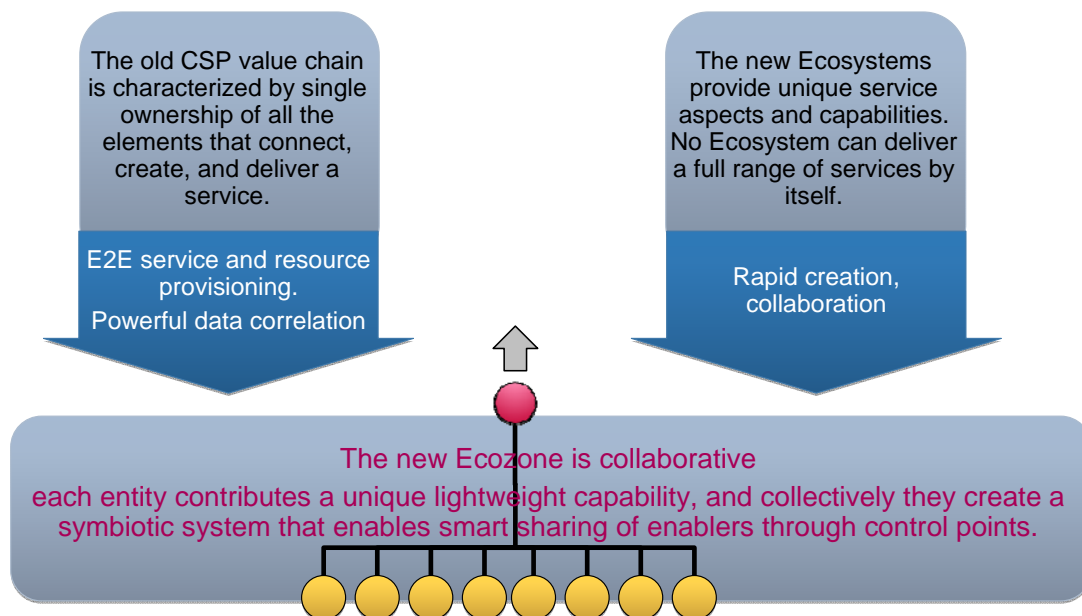 The old CSP value chain
is characterized by single
ownership of all the
elements that connect,
create, and deliver a
service.
E2E service and resource
provisioning.
Powerful data correlation
The new Ecosystems
provide unique service
aspects and capabilities.
No Ecosystem can deliver
a full range of services by
itself.
Rapid creation,
collaboration
The new Ecozone is collaborative
each entity contributes a unique lightweight capability, and collectively they create a
symbiotic system that enables smart sharing of enablers through control points.